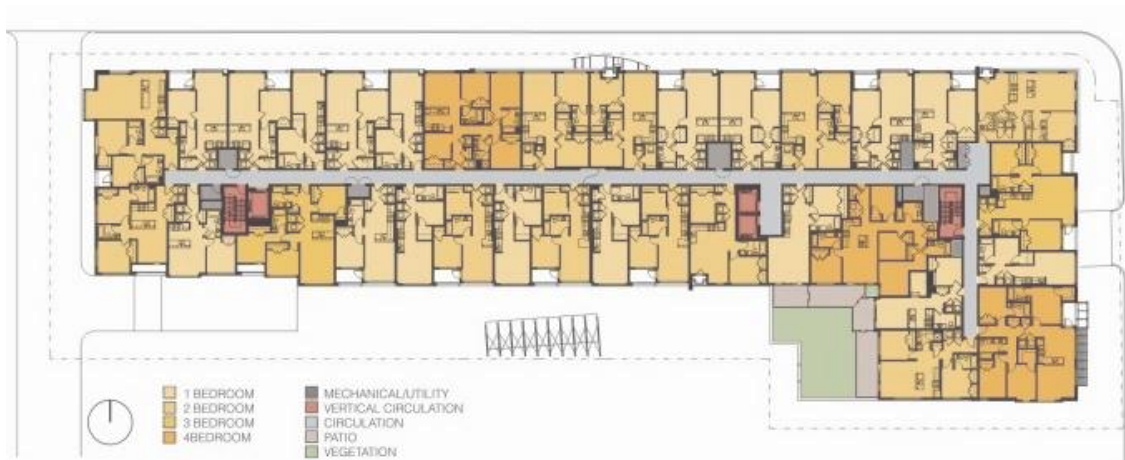 1 BEDROOM
2 BEDROOM
3 BEDROOM
4BEDROOM
MECHANICAL/UTILITY
VERTICAL CIRCULATION
CIRCULATION
PATIO
VEGETATION